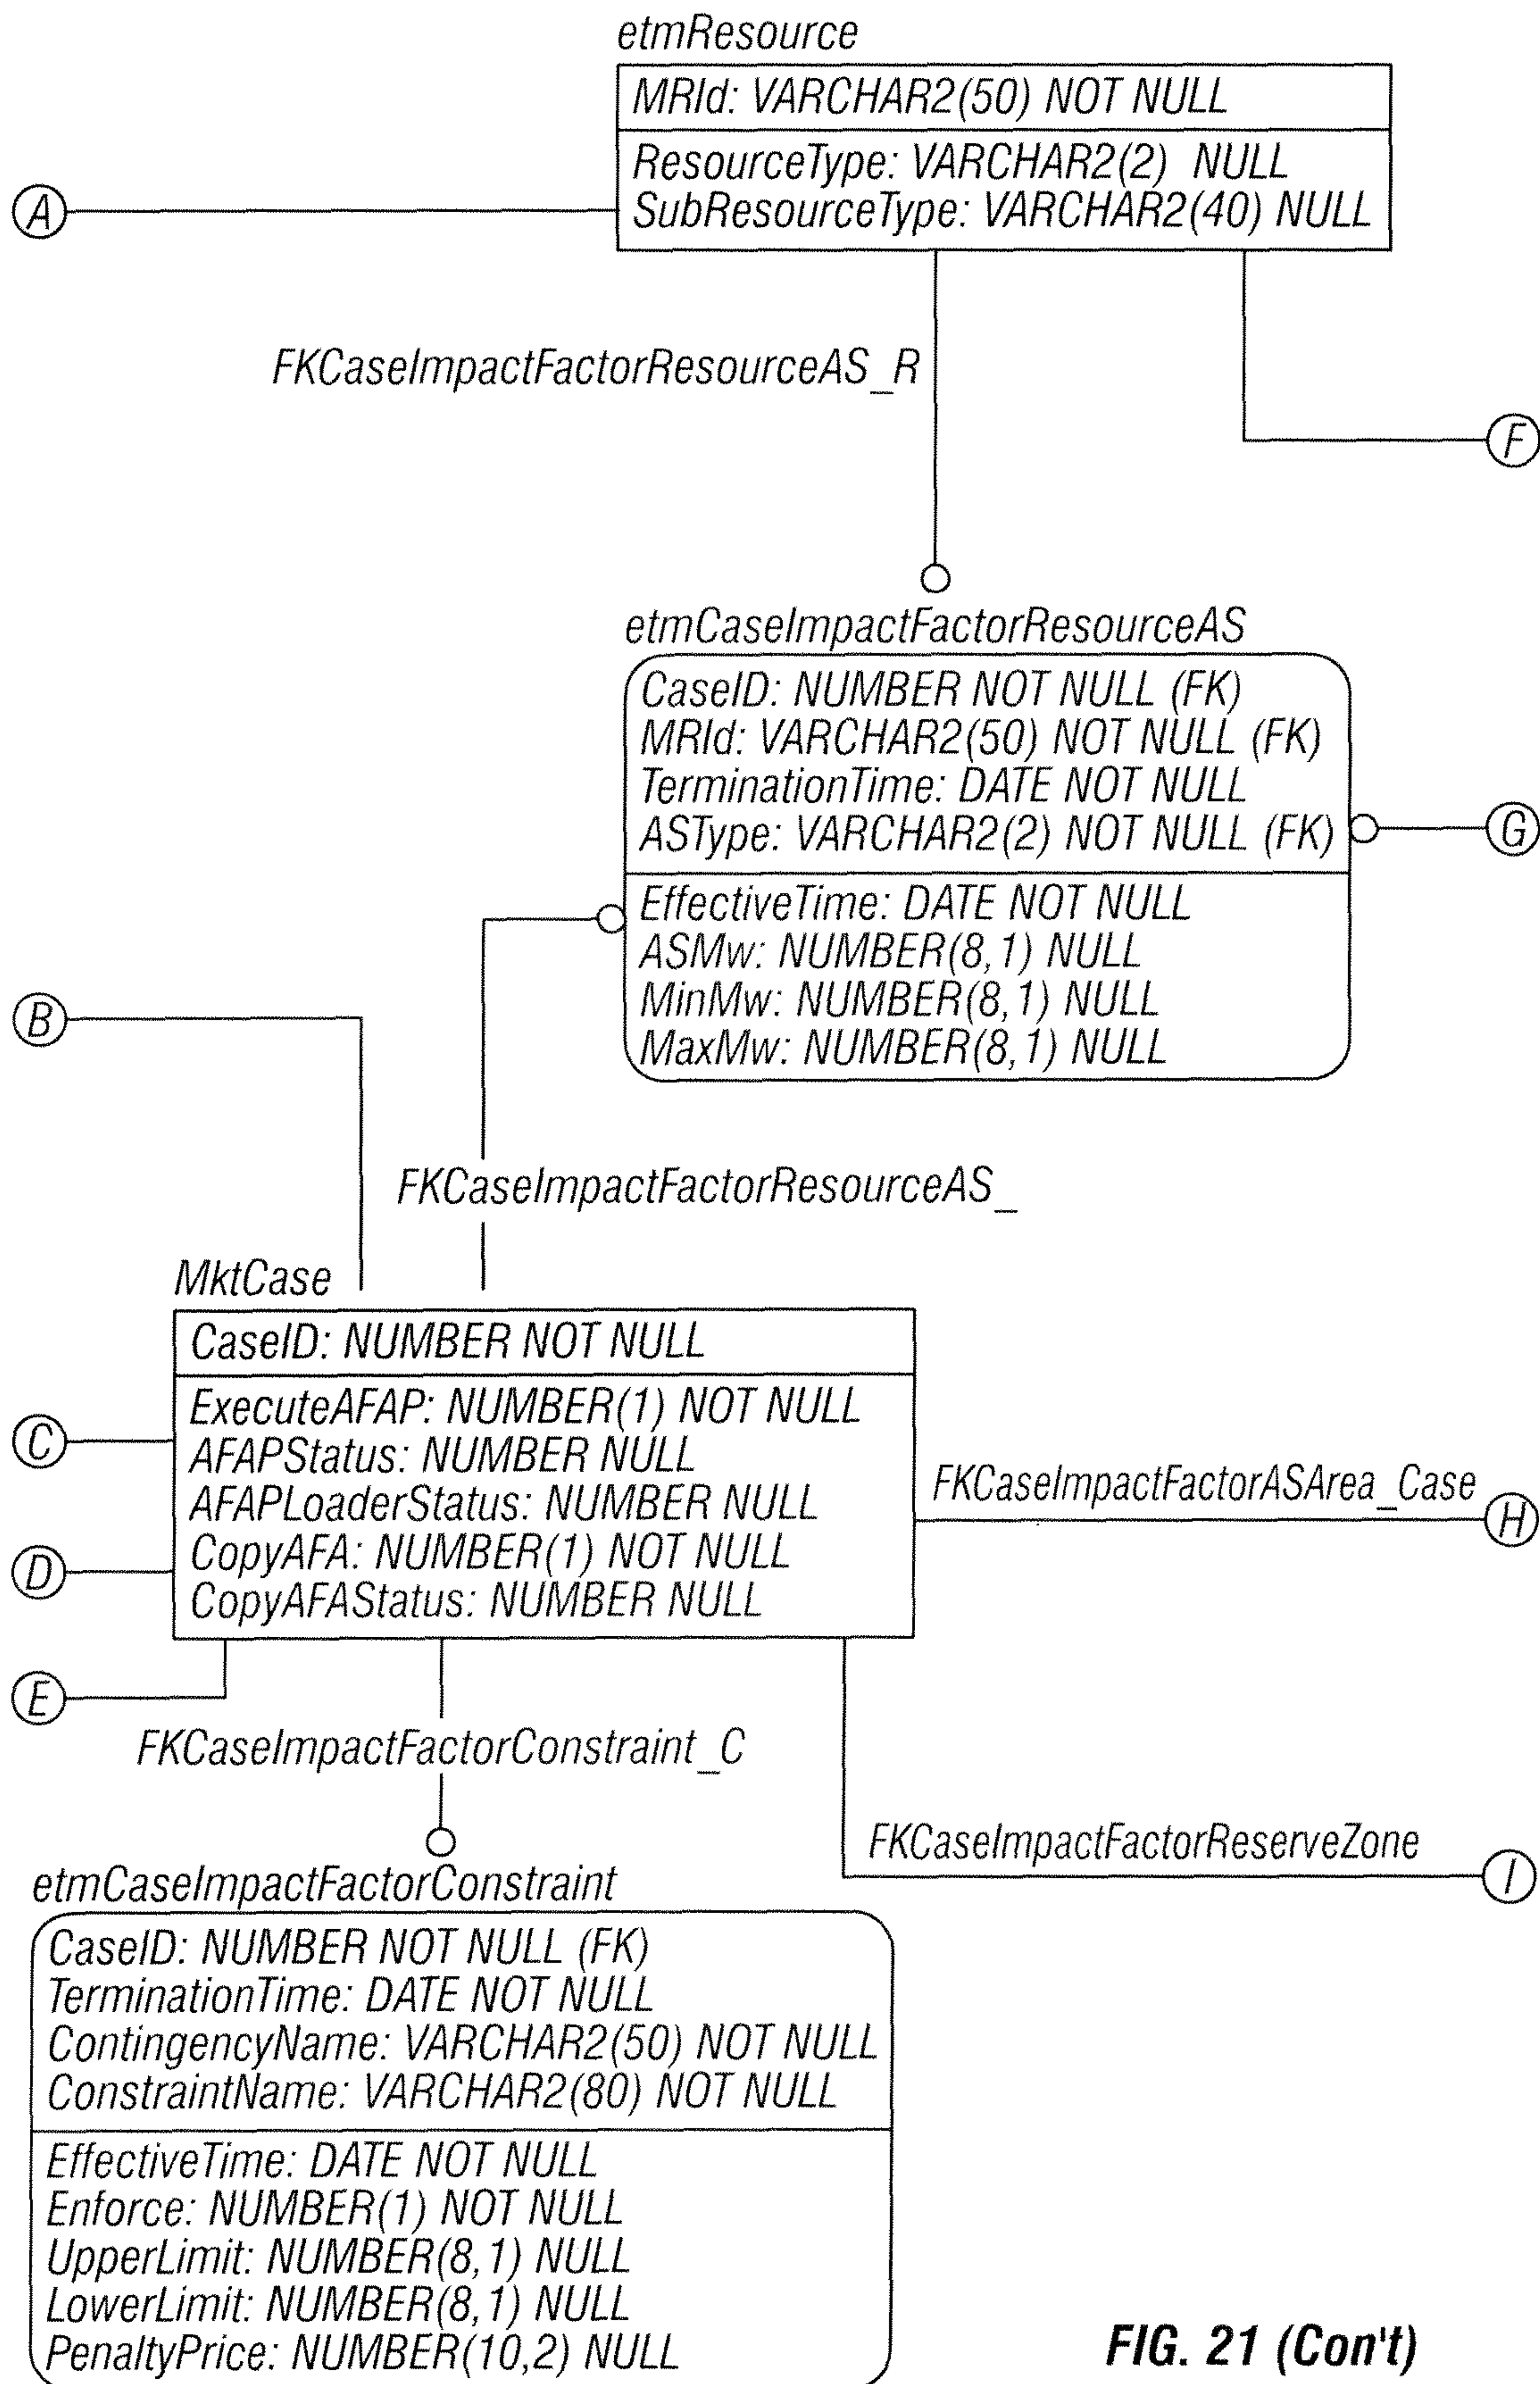 etmResource
MRId: VARCHAR2(50) NOT NULL
ResourceType: VARCHAR2(2) NULL
SubResourceType: VARCHAR2(40) NULL
A
FKCaseImpactFactorResourceAS_R
F
etmCaseImpactFactorResourceAS
CaseID: NUMBER NOT NULL (FK)
MRId: VARCHAR2(50) NOT NULL (FK)
TerminationTime: DATE NOT NULL
ASType: VARCHAR2(2) NOT NULL (FK)
G
EffectiveTime: DATE NOT NULL
ASMw: NUMBER(8,1) NULL
MinMw: NUMBER(8,1) NULL
MaxMw: NUMBER(8,1) NULL
B
FKCaseImpactFactorResourceAS_
MktCase
CaseID: NUMBER NOT NULL
ExecuteAFAP: NUMBER(1) NOT NULL
AFAPStatus: NUMBER NULL
AFAPLoaderStatus: NUMBER NULL
CopyAFA: NUMBER(1) NOT NULL
CopyAFAStatus: NUMBER NULL
C
D
E
FKCaseImpactFactorASArea_Case
H
FKCaseImpactFactorConstraint_C
FKCaseImpactFactorReserveZone
I
etmCaseImpactFactorConstraint
CaseID: NUMBER NOT NULL (FK)
TerminationTime: DATE NOT NULL
ContingencyName: VARCHAR2(50) NOT NULL
ConstraintName: VARCHAR2(80) NOT NULL
EffectiveTime: DATE NOT NULL
Enforce: NUMBER(1) NOT NULL
UpperLimit: NUMBER(8,1) NULL
LowerLimit: NUMBER(8,1) NULL
PenaltyPrice: NUMBER(10,2) NULL
FIG. 21 (Con't)